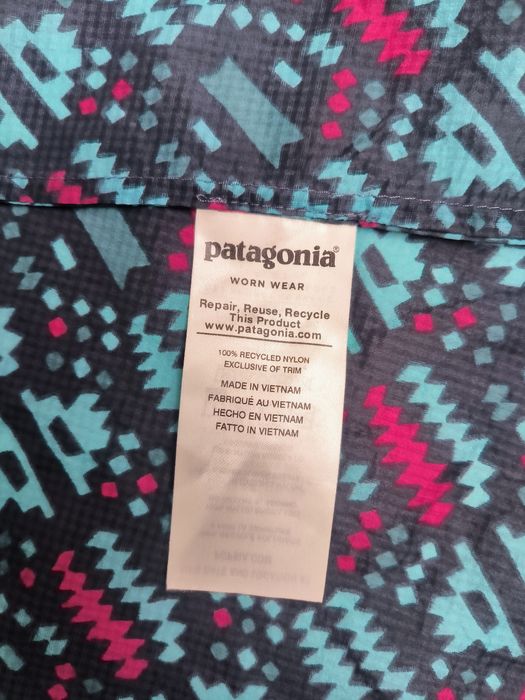 patagonia®
WORN WEAR
Repair, Reuse, Recycle
This Product
www.patagonia.com
100% RECYCLED NYLON
EXCLUSIVE OF TRIM
MADE IN VIETNAM
FABRIQUÉ AU VIETNAM
HECHO EN VIETNAM
FATTO IN VIETNAM